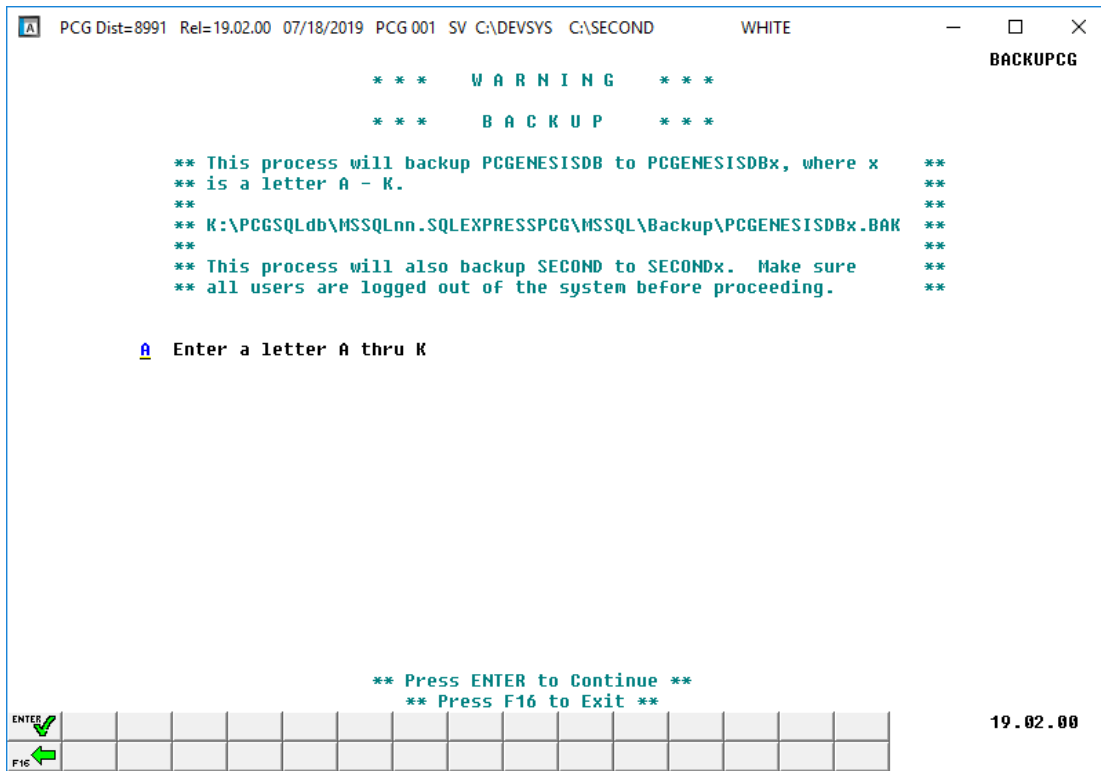 A PCG Dist=8991 Rel=19.02.00 07/18/2019 PCG 001 SV C:\DEVSYS C:\SECOND WHITE
BACKUPCG
* * * W A R N I N G * * *
* * * B A C K U P * * *
** This process will backup PCGENESISDB to PCGENESISDBx, where x **
** is a letter A - K. **
** **
** K:\PCGSQLdb\MSSQLnn.SQLEXPRESSPCG\MSSQL\Backup\PCGENESISDBx.BAK **
** **
** This process will also backup SECOND to SECONDx. Make sure **
** all users are logged out of the system before proceeding. **
A Enter a letter A thru K
** Press ENTER to Continue **
** Press F16 to Exit **
ENTER
19.02.00
F16